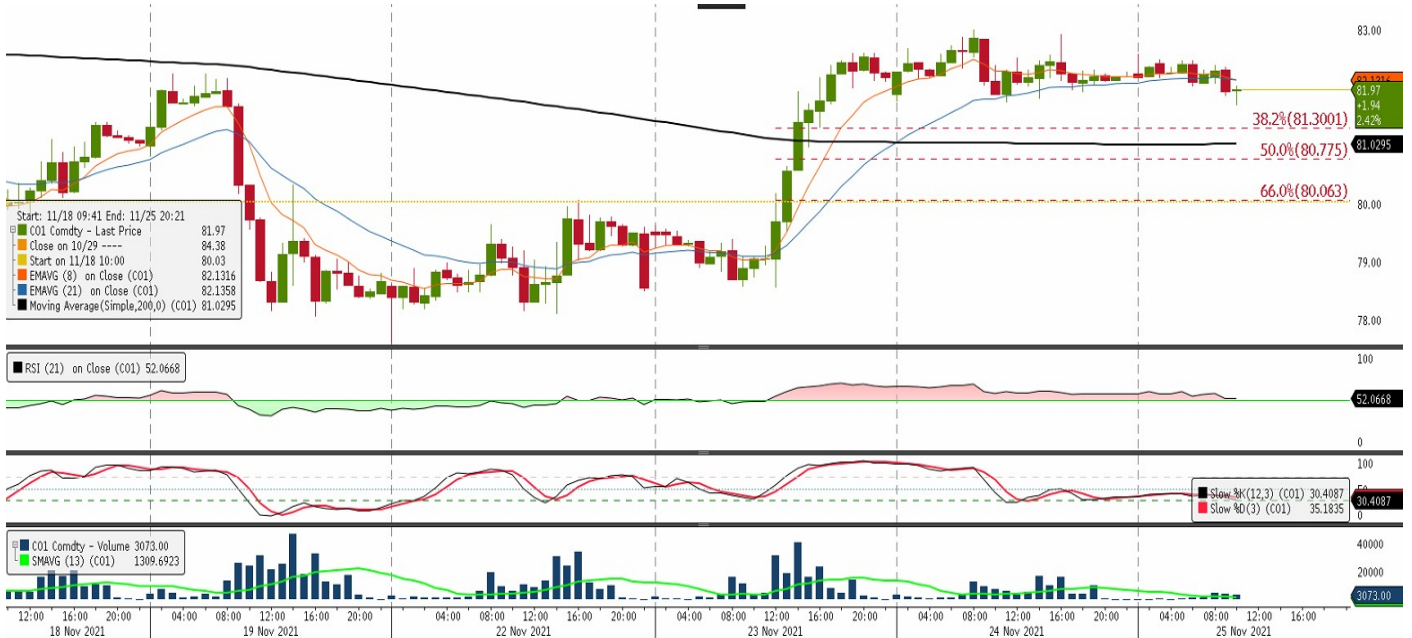 83.00
82.1316
81.97
+1.94
2.42%
38.2%(81.3001)
81.0295
50.0%(80.775)
66.0%(80.063)
80.00
79.00
78.00
Start: 11/18 09:41 End: 11/25 20:21
CO1 Comdty - Last Price 81.97
Close on 10/29 ---- 84.38
Start on 11/18 10:00 80.03
EMAVG (8) on Close (CO1) 82.1316
EMAVG (21) on Close (CO1) 82.1358
Moving Average(Simple,200,0) (CO1) 81.0295
RSI (21) on Close (CO1) 52.0668
100
52.0668
0
100
50
30.4087
0
Slow %K(12,3) (CO1) 30.4087
Slow %D(3) (CO1) 35.1835
CO1 Comdty - Volume 3073.00
SMAVG (13) (CO1) 1309.6923
40000
20000
3073.00
12:00 16:00 20:00 04:00 08:00 12:00 16:00 20:00 04:00 08:00 12:00 16:00 20:00 04:00 08:00 12:00 16:00 20:00 04:00 08:00 12:00 16:00 20:00 04:00 08:00 12:00 16:00
18 Nov 2021 19 Nov 2021 22 Nov 2021 23 Nov 2021 24 Nov 2021 25 Nov 2021